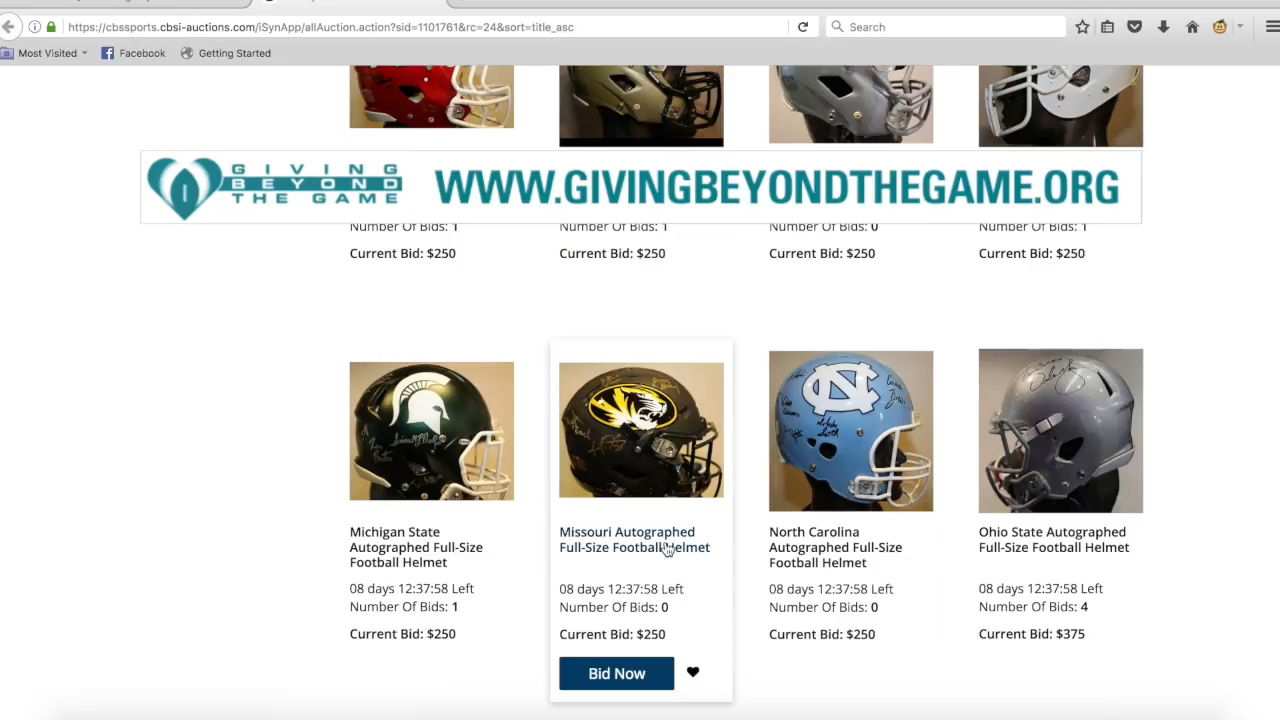 https://cbssports.cbsi-auctions.com/iSynApp/allAuction.action?sid=1101761&rc=24&sort=title_asc
Search
Most Visited
Facebook
Getting Started
GIVING
BEYOND
THE GAME
WWW.GIVINGBEYONDTHEGAME.ORG
Number Of Bids: 1
Number Of Bids: 1
Number Of Bids: 0
Number Of Bids: 1
Current Bid: $250
Current Bid: $250
Current Bid: $250
Current Bid: $250
Michigan State
Autographed Full-Size
Football Helmet
08 days 12:37:58 Left
Number Of Bids: 1
Current Bid: $250
Missouri Autographed
Full-Size Football Helmet
08 days 12:37:58 Left
Number Of Bids: 0
Current Bid: $250
Bid Now
North Carolina
Autographed Full-Size
Football Helmet
08 days 12:37:58 Left
Number Of Bids: 0
Current Bid: $250
Ohio State Autographed
Full-Size Football Helmet
08 days 12:37:58 Left
Number Of Bids: 4
Current Bid: $375